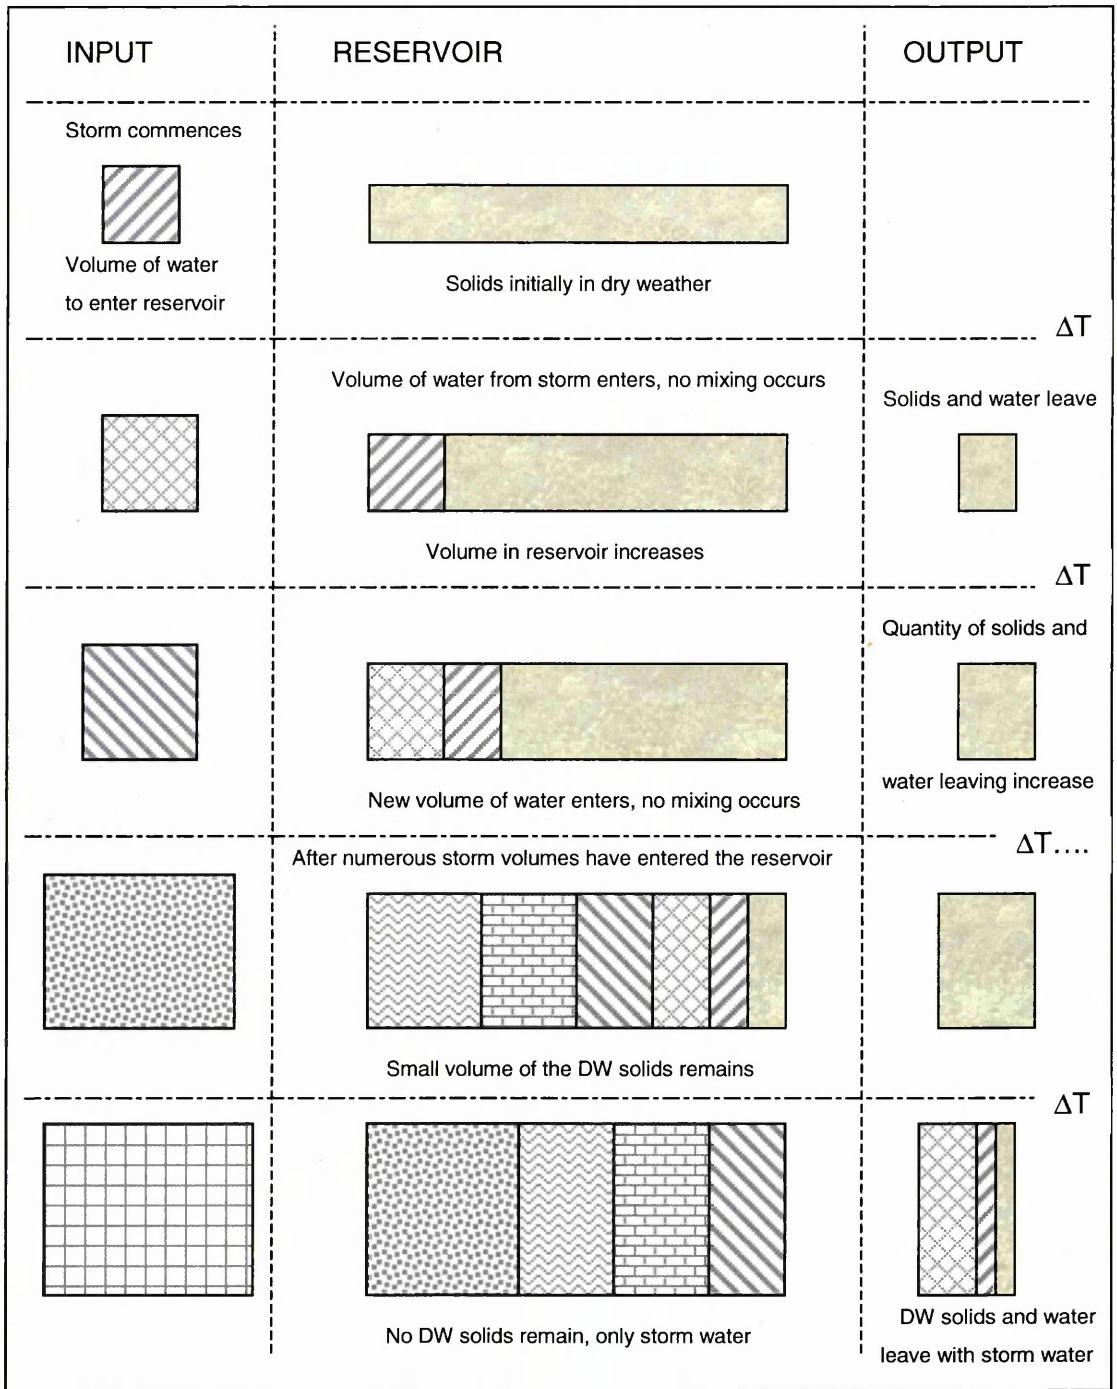 INPUT
RESERVOIR
OUTPUT
Storm commences
Volume of water
to enter reservoir
Solids initially in dry weather
ΔT
Volume of water from storm enters, no mixing occurs
Solids and water leave
Volume in reservoir increases
ΔT
Quantity of solids and
water leaving increase
New volume of water enters, no mixing occurs
ΔT....
After numerous storm volumes have entered the reservoir
Small volume of the DW solids remains
ΔT
No DW solids remain, only storm water
DW solids and water
leave with storm water